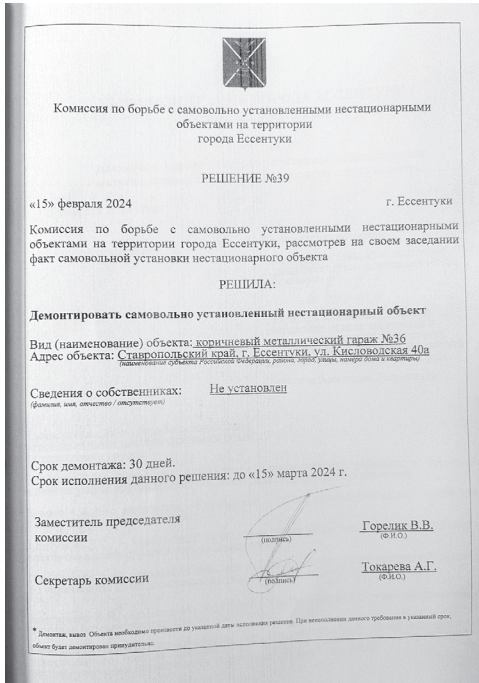 Комиссия по борьбе с самовольно установленными нестационарными
объектами на территории
города Ессентуки
РЕШЕНИЕ №39
«15» февраля 2024 г. Ессентуки
Комиссия по борьбе с самовольно установленными нестационарными
объектами на территории города Ессентуки, рассмотрев на своем заседании
факт самовольной установки нестационарного объекта
РЕШИЛА:
Демонтировать самовольно установленный нестационарный объект
Вид (наименование) объекта: коричневый металлический гараж №36
Адрес объекта: Ставропольский край, г. Ессентуки, ул. Кисловодская 40а
(наименование субъекта Российской Федерации, района, город, улицы, номера дома и квартиры)
Сведения о собственниках: Не установлен
(фамилия, имя, отчество / отсутствует)
Срок демонтажа: 30 дней.
Срок исполнения данного решения: до «15» марта 2024 г.
Заместитель председателя
комиссии Горелик В.В.
(подпись) (Ф.И.О.)
Секретарь комиссии Токарева А.Г.
(подпись) (Ф.И.О.)
* Демонтаж, вывоз Объекта необходимо произвести до указанной даты исполнения решения. При неисполнении данного требования в указанный срок,
объект будет демонтирован принудительно.